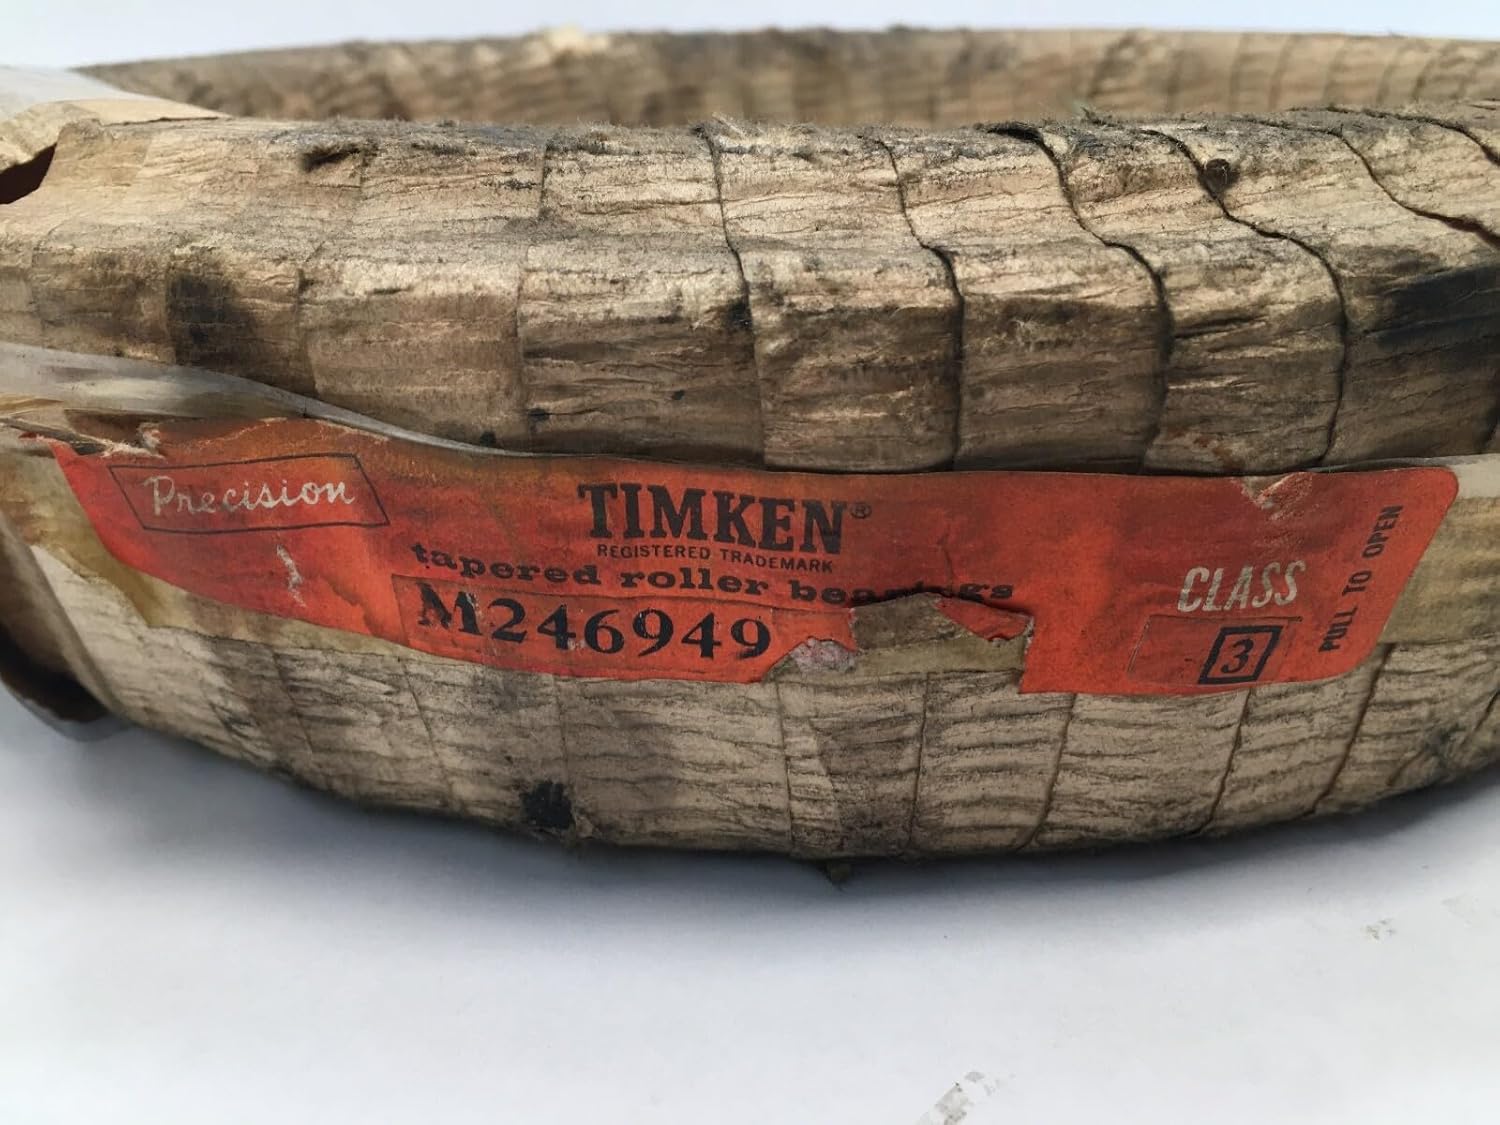 Precision
TIMKEN®
REGISTERED TRADEMARK
tapered roller
M246949
CLASS
3
PULL TO OPEN